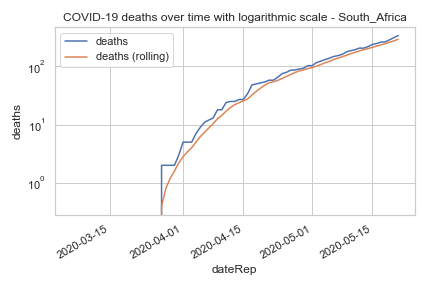 COVID-19 deaths over time with logarithmic scale - South_Africa
deaths
deaths (rolling)
10²
10¹
10⁰
deaths
2020-03-15
2020-04-01
2020-04-15
2020-05-01
2020-05-15
dateRep